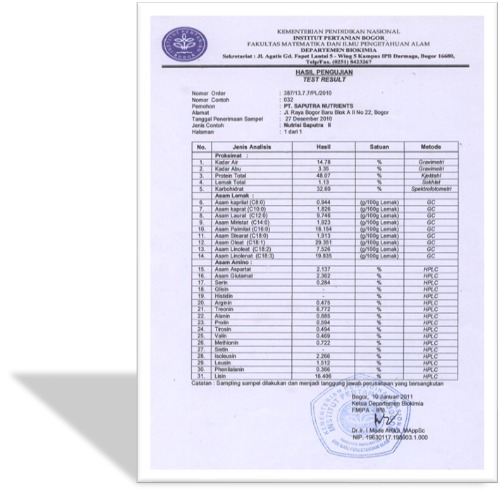 KEMENTERIAN PENDIDIKAN NASIONAL
INSTITUT PERTANIAN BOGOR
FAKULTAS MATEMATIKA DAN ILMU PENGETAHUAN ALAM
DEPARTEMEN BIOKIMIA
Sekretariat : Jl. Agatis Gd. Fapet Lantai 5 - Wing 5 Kampus IPB Darmaga, Bogor 16680,
Telp/Fax. (0251) 8423267
HASIL PENGUJIAN
TEST RESULT
Nomor Order : 387/13.7.7/PL/2010
Nomor Contoh : 632
Pemohon : PT. SAPUTRA NUTRIENTS
Alamat : Jl. Raya Bogor Baru Blok A II No 22, Bogor
Tanggal Penerimaan Sampel : 27 Desember 2010
Jenis Contoh : Nutrisi Saputra II
Halaman : 1 dari 1
No. Jenis Analisis Hasil Satuan Metode
Proksimat :
1. Kadar Air 14.78 % Gravimetri
2. Kadar Abu 3.35 % Gravimetri
3. Protein Total 48.07 % Kjeldahl
4. Lemak Total 1.13 % Sokhlet
5. Karbohidrat 32.69 % Spektrofotometri
Asam Lemak :
6. Asam kaprilat (C8:0) 0.944 (g/100g Lemak) GC
7. Asam kaprat (C10:0) 1.826 (g/100g Lemak) GC
8. Asam Laurat (C12:0) 9.746 (g/100g Lemak) GC
9. Asam Miristat (C14:0) 1.923 (g/100g Lemak) GC
10. Asam Palmitat (C16:0) 18.154 (g/100g Lemak) GC
11. Asam Stearat (C18:0) 1.913 (g/100g Lemak) GC
12. Asam Oleat (C18:1) 29.351 (g/100g Lemak) GC
13. Asam Linoleat (C18:2) 7.526 (g/100g Lemak) GC
14. Asam Linolenat (C18:3) 19.835 (g/100g Lemak) GC
Asam Amino :
15. Asam Aspartat 2.137 % HPLC
16. Asam Glutamat 2.362 % HPLC
17. Serin 0.284 % HPLC
18. Glisin - % HPLC
19. Histidin - % HPLC
20. Arginin 0.475 % HPLC
21. Treonin 6.772 % HPLC
22. Alanin 0.885 % HPLC
23. Prolin 0.594 % HPLC
24. Tirosin 0.494 % HPLC
25. Valin 0.469 % HPLC
26. Methionin 0.722 % HPLC
27. Sistin - % HPLC
28. Isoleusin 2.266 % HPLC
29. Leusin 1.512 % HPLC
30. Phenilalanin 0.366 % HPLC
31. Lisin 16.406 % HPLC
Catatan : Sampling sampel dilakukan dan menjadi tanggung jawab perusahaan yang bersangkutan
Bogor, 10 Januari 2011
Ketua Departemen Biokimia
FMIPA - IPB
Dr.Ir. I Made Artika, MAppSc
NIP.